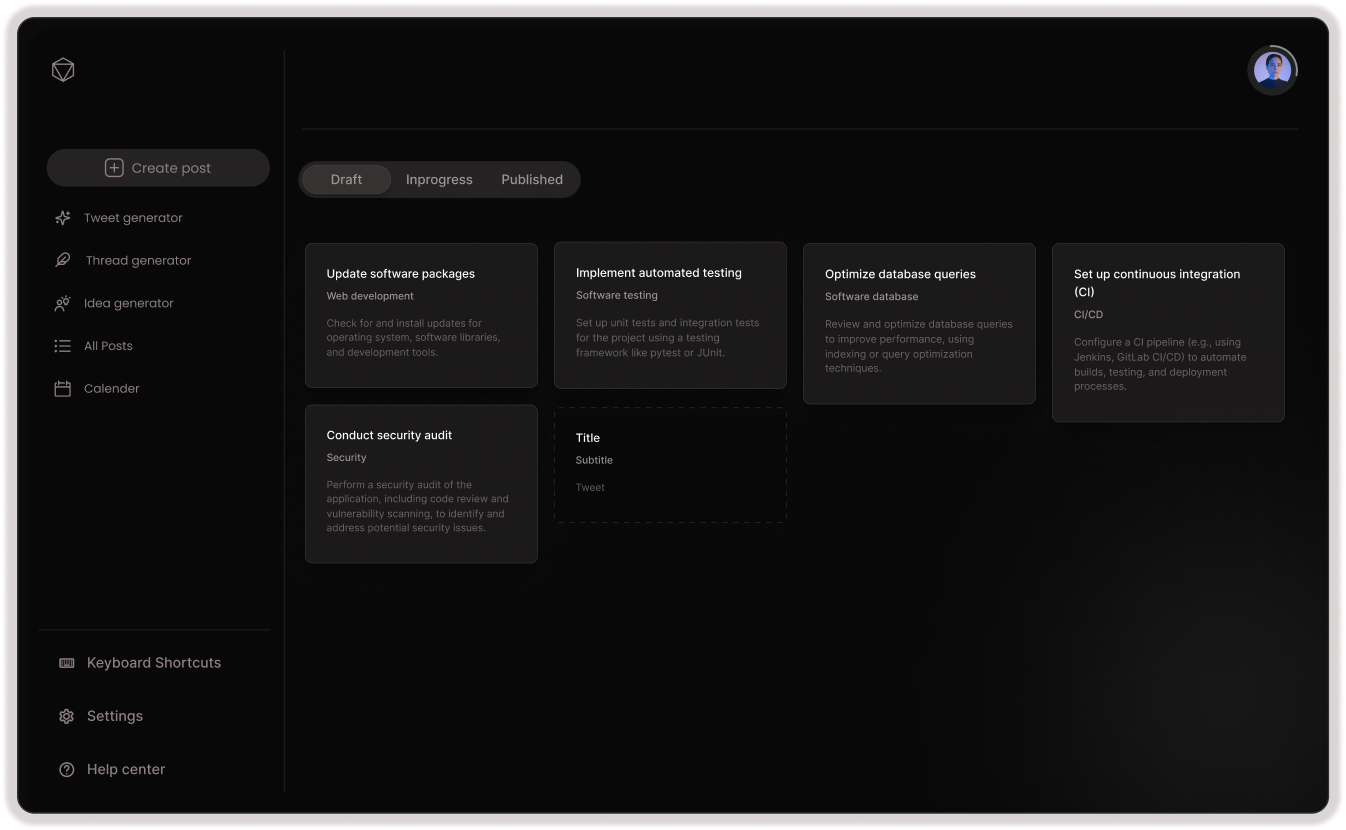 Create post
Tweet generator
Thread generator
Idea generator
All Posts
Calender
Keyboard Shortcuts
Settings
Help center
Draft
Inprogress
Published
Update software packages
Web development
Check for and install updates for
operating system, software libraries,
and development tools.
Implement automated testing
Software testing
Set up unit tests and integration tests
for the project using a testing
framework like pytest or JUnit.
Optimize database queries
Software database
Review and optimize database queries
to improve performance, using
indexing or query optimization
techniques.
Set up continuous integration
(CI)
CI/CD
Configure a CI pipeline (e.g., using
Jenkins, GitLab CI/CD) to automate
builds, testing, and deployment
processes.
Conduct security audit
Security
Perform a security audit of the
application, including code review and
vulnerability scanning, to identify and
address potential security issues.
Title
Subtitle
Tweet